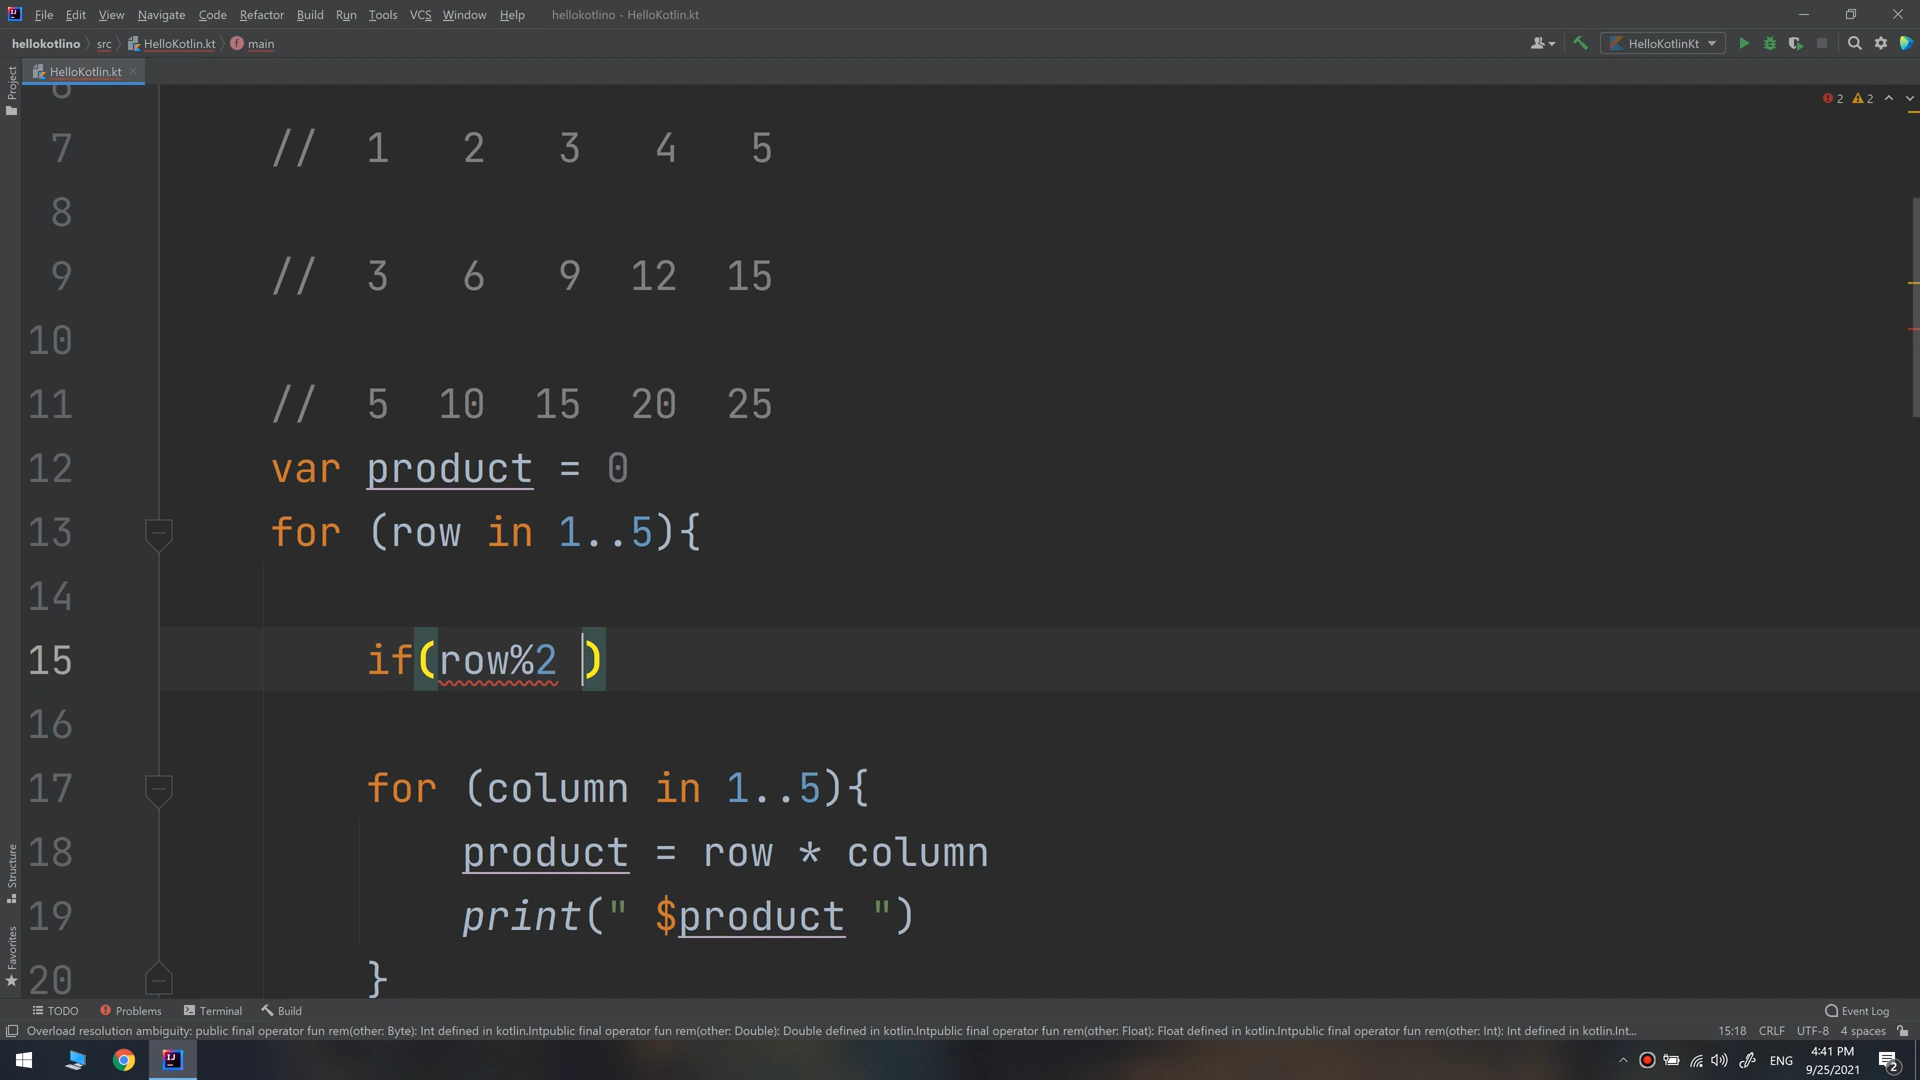 File Edit View Navigate Code Refactor Build Run Tools VCS Window Help hellokotlino - HelloKotlin.kt
hellokotlino src HelloKotlin.kt main HelloKotlinKt
HelloKotlin.kt
Project
2 2
6
7 // 1 2 3 4 5
8
9 // 3 6 9 12 15
10
11 // 5 10 15 20 25
12 var product = 0
13 for (row in 1..5){
14
15 if(row%2 )
16
17 for (column in 1..5){
18 product = row * column
19 print(" $product ")
20 }
Structure
Favorites
TODO Problems Terminal Build Event Log
Overload resolution ambiguity: public final operator fun rem(other: Byte): Int defined in kotlin.Intpublic final operator fun rem(other: Double): Double defined in kotlin.Intpublic final operator fun rem(other: Float): Float defined in kotlin.Intpublic final operator fun rem(other: Int): Int defined in kotlin.Int... 15:18 CRLF UTF-8 4 spaces
ENG 4:41 PM
9/25/2021 2